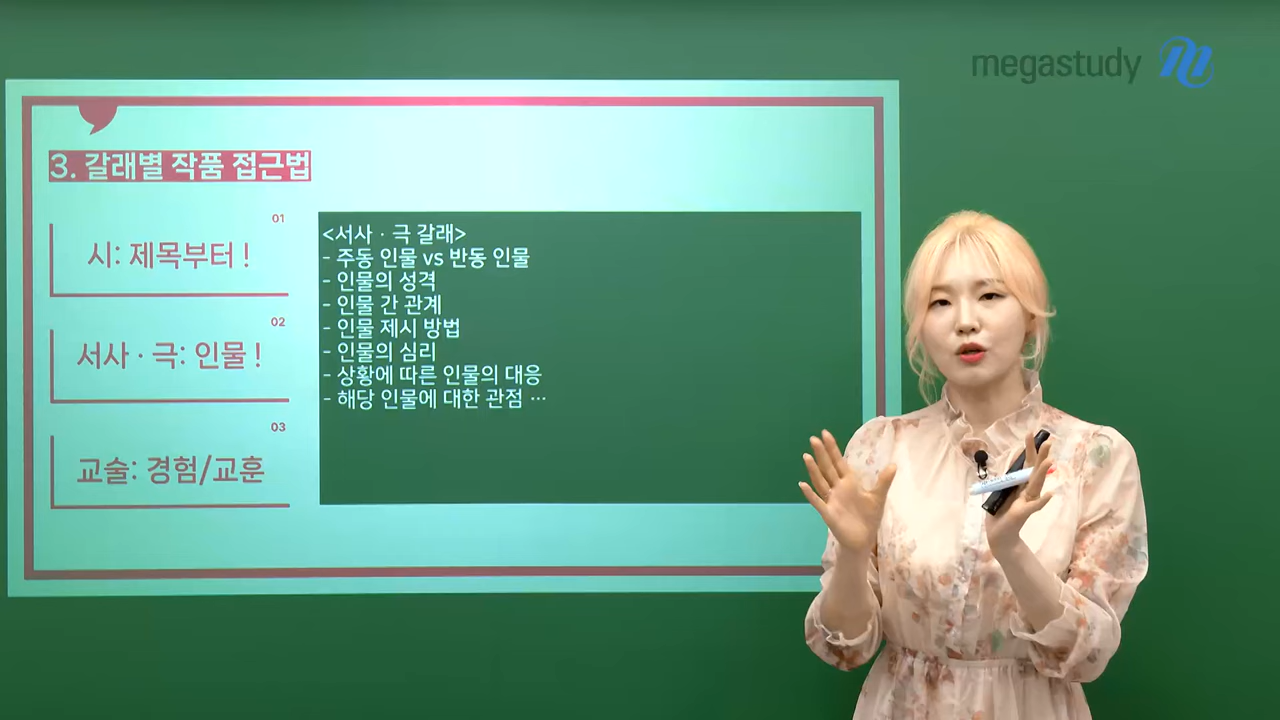 megastudy
3. 갈래별 작품 접근법
01
시: 제목부터 !
02
서사 · 극: 인물 !
03
교술: 경험/교훈
<서사 · 극 갈래>
- 주동 인물 vs 반동 인물
- 인물의 성격
- 인물 간 관계
- 인물 제시 방법
- 인물의 심리
- 상황에 따른 인물의 대응
- 해당 인물에 대한 관점 …